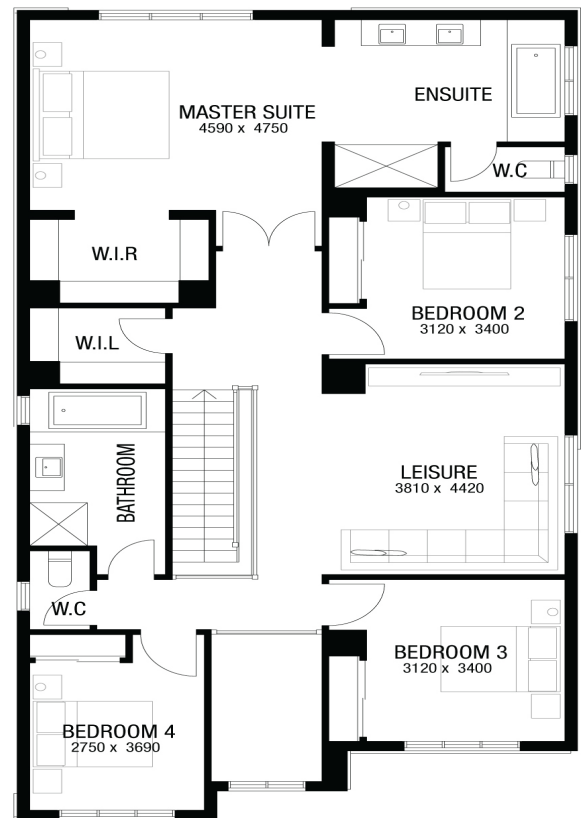 MASTER SUITE
4590 x 4750
ENSUITE
W.C
W.I.R
BEDROOM 2
3120 x 3400
W.I.L
BATHROOM
LEISURE
3810 x 4420
W.C
BEDROOM 3
3120 x 3400
BEDROOM 4
2750 x 3690